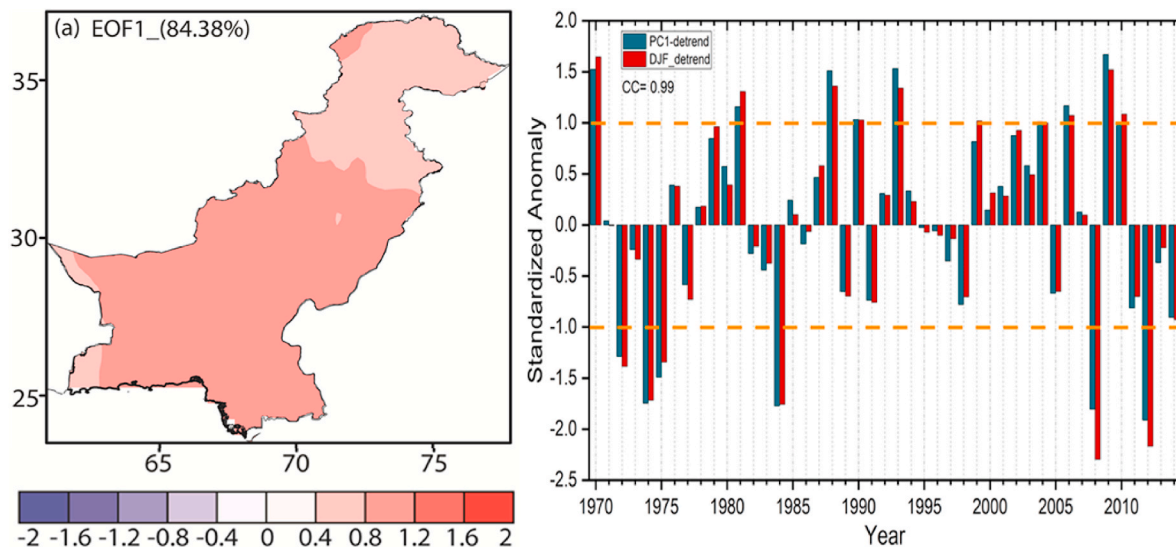 (a) EOF1_(84.38%)
35
30
25
65 70 75
-2 -1.6 -1.2 -0.8 -0.4 0 0.4 0.8 1.2 1.6 2
2.0
1.5
1.0
0.5
0.0
-0.5
-1.0
-1.5
-2.0
-2.5
Standardized Anomaly
PC1-detrend
DJF_detrend
CC= 0.99
1970 1975 1980 1985 1990 1995 2000 2005 2010
Year